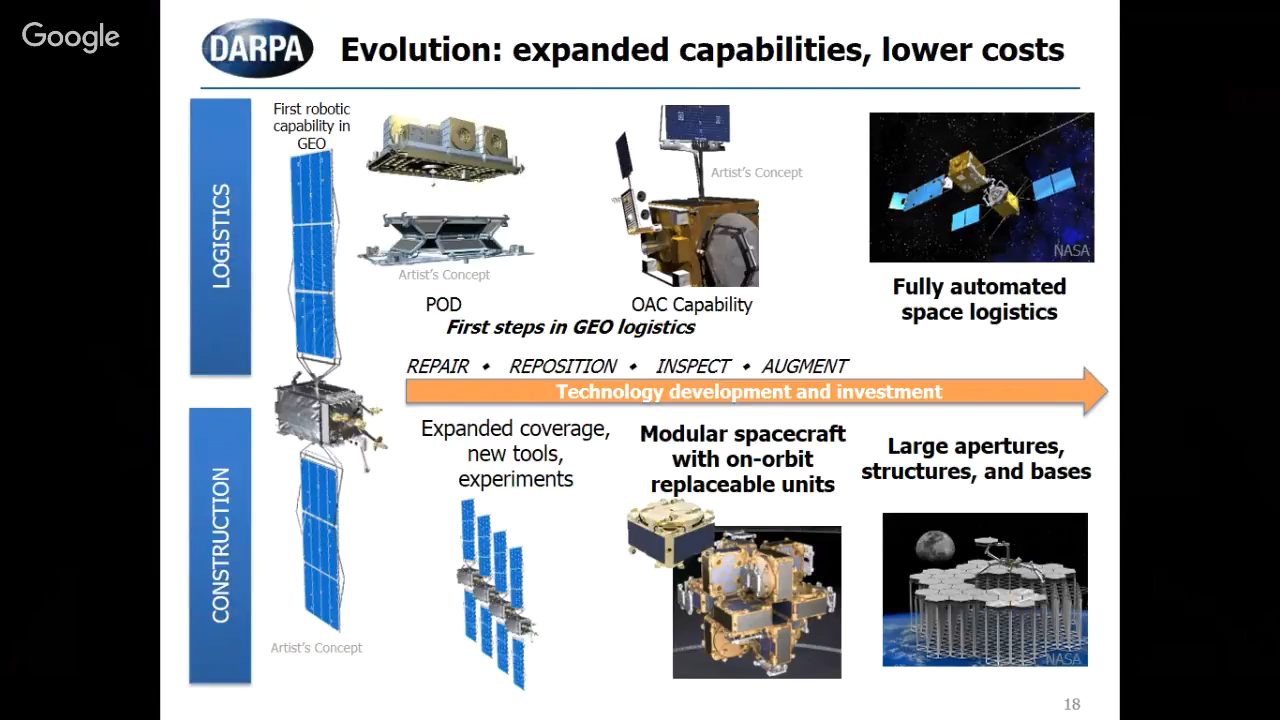 Google
DARPA
Evolution: expanded capabilities, lower costs
LOGISTICS
First robotic
capability in
GEO
Artist's Concept
POD
Artist's Concept
OAC Capability
First steps in GEO logistics
NASA
Fully automated
space logistics
REPAIR • REPOSITION • INSPECT • AUGMENT
Technology development and investment
CONSTRUCTION
Artist's Concept
Expanded coverage,
new tools,
experiments
Modular spacecraft
with on-orbit
replaceable units
Large apertures,
structures, and bases
NASA
18